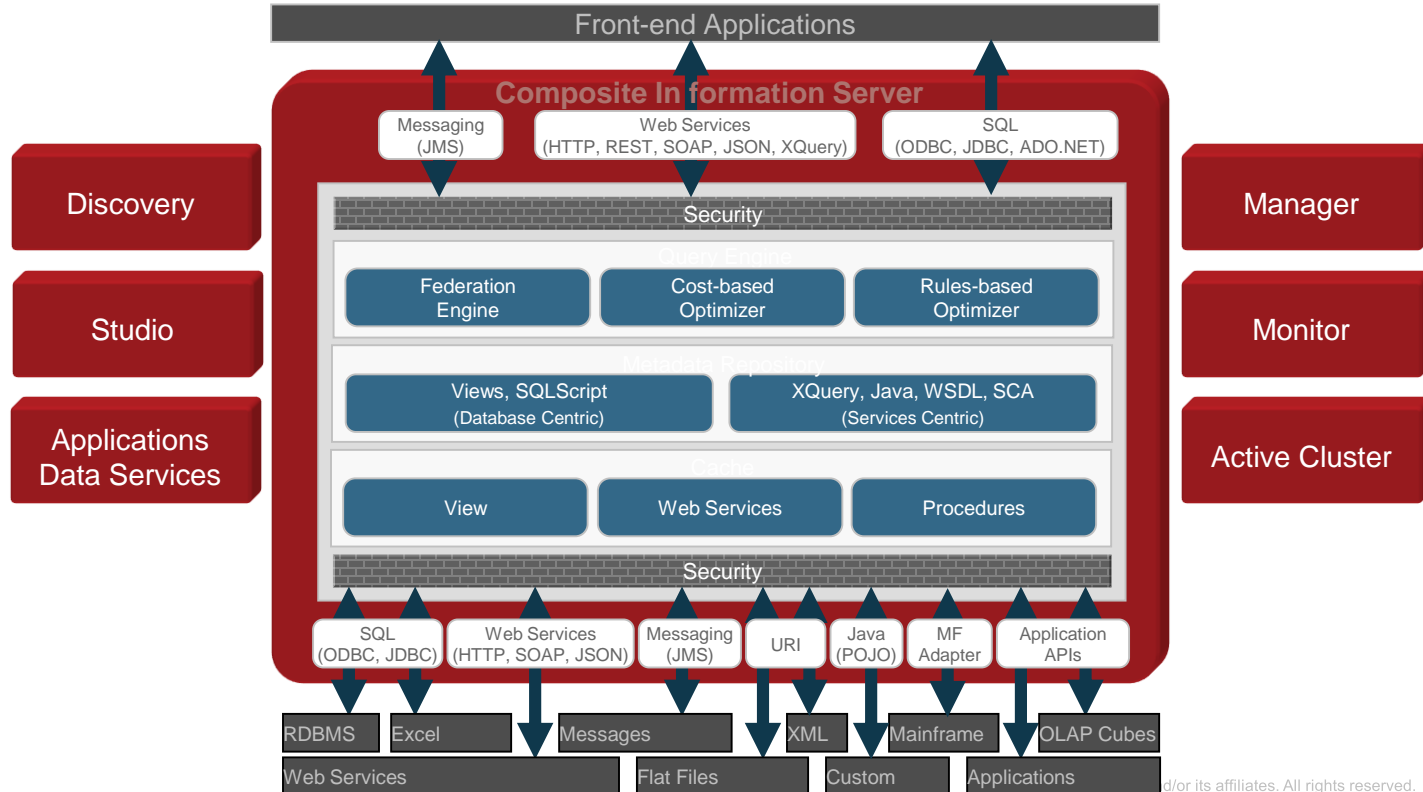 Front-end Applications
Composite In formation Server
Messaging
(JMS)
Web Services
(HTTP, REST, SOAP, JSON, XQuery)
SQL
(ODBC, JDBC, ADO.NET)
Discovery
Studio
Applications
Data Services
Manager
Monitor
Active Cluster
Security
Query Engine
Federation
Engine
Cost-based
Optimizer
Rules-based
Optimizer
Metadata Repository
Views, SQLScript
(Database Centric)
XQuery, Java, WSDL, SCA
(Services Centric)
Cache
View
Web Services
Procedures
Security
SQL
(ODBC, JDBC)
Web Services
(HTTP, SOAP, JSON)
Messaging
(JMS)
URI
Java
(POJO)
MF
Adapter
Application
APIs
RDBMS
Excel
Messages
XML
Mainframe
OLAP Cubes
Web Services
Flat Files
Custom
Applications
d/or its affiliates. All rights reserved.